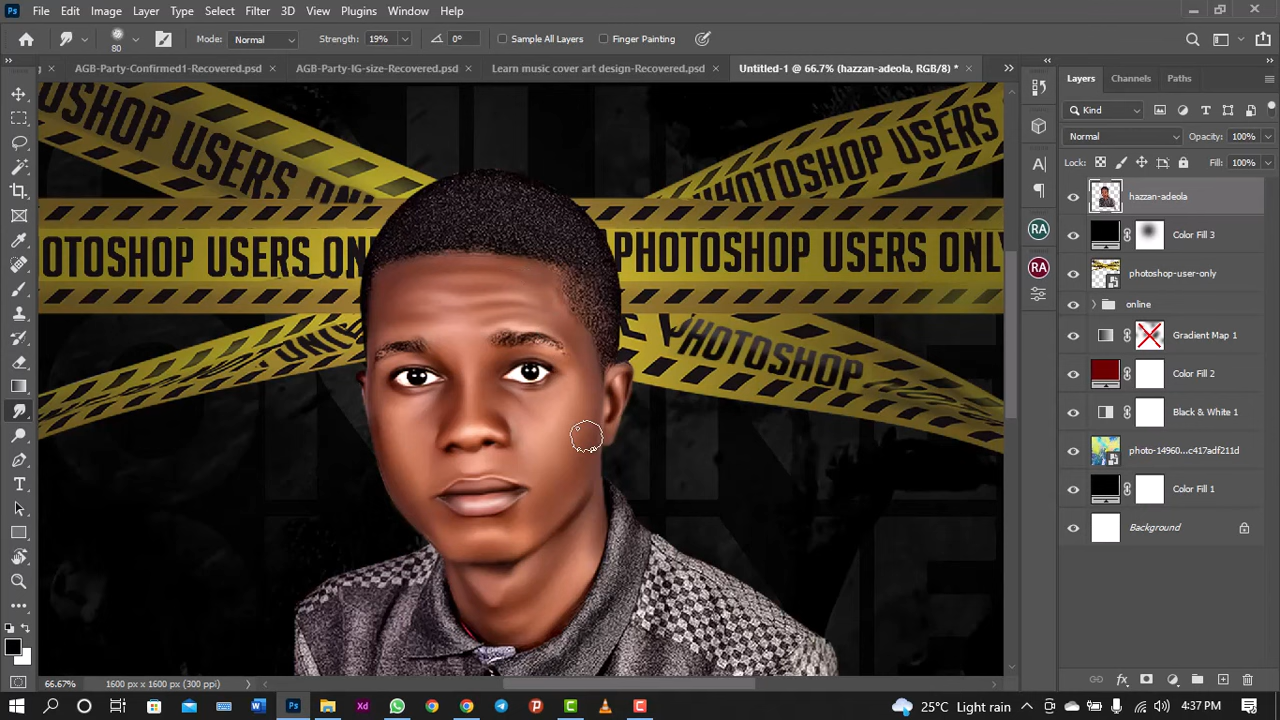 Ps File Edit Image Layer Type Select Filter 3D View Plugins Window Help
80 Mode: Normal Strength: 19% 0° Sample All Layers Finger Painting
AGB-Party-Confirmed1-Recovered.psd × AGB-Party-IG-size-Recovered.psd × Learn music cover art design-Recovered.psd × Untitled-1 @ 66.7% (hazzan-adeola, RGB/8) * ×
Layers Channels Paths
Kind
Normal Opacity: 100%
Lock: Fill: 100%
hazzan-adeola
Color Fill 3
photoshop-user-only
online
Gradient Map 1
Color Fill 2
Black & White 1
photo-14960...c417adf211d
Color Fill 1
Background
OSHOP USERS ON
PHOTOSHOP USERS
OTOSHOP USERS ON
PHOTOSHOP USERS ONLY
PHOTOSHOP
66.67% 1600 px x 1600 px (300 ppi)
25°C Light rain 4:37 PM